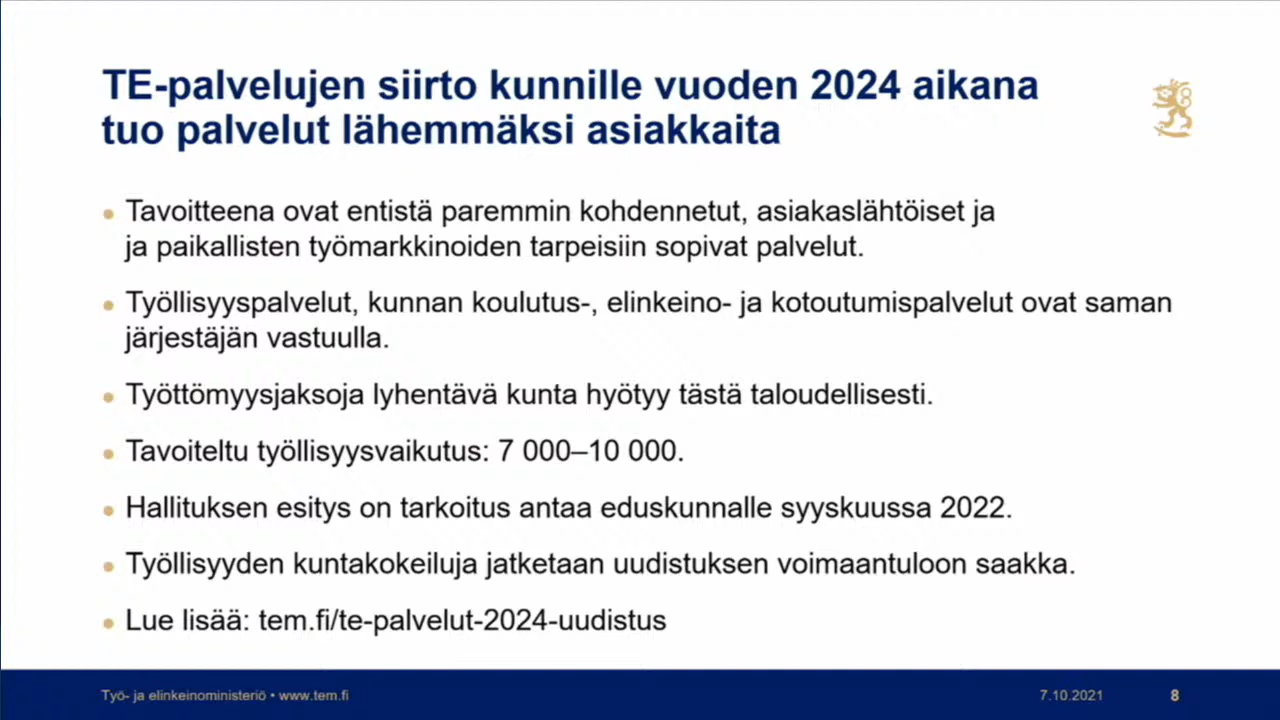 TE-palvelujen siirto kunnille vuoden 2024 aikana
tuo palvelut lähemmäksi asiakkaita
• Tavoitteena ovat entistä paremmin kohdennetut, asiakaslähtöiset ja
ja paikallisten työmarkkinoiden tarpeisiin sopivat palvelut.
• Työllisyyspalvelut, kunnan koulutus-, elinkeino- ja kotoutumispalvelut ovat saman
järjestäjän vastuulla.
• Työttömyysjaksoja lyhentävä kunta hyötyy tästä taloudellisesti.
• Tavoiteltu työllisyysvaikutus: 7 000–10 000.
• Hallituksen esitys on tarkoitus antaa eduskunnalle syyskuussa 2022.
• Työllisyyden kuntakokeiluja jatketaan uudistuksen voimaantuloon saakka.
• Lue lisää: tem.fi/te-palvelut-2024-uudistus
Työ- ja elinkeinoministeriö • www.tem.fi 7.10.2021 8